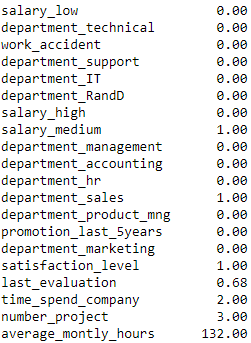 salary_low 0.00
department_technical 0.00
work_accident 0.00
department_support 0.00
department_IT 0.00
department_RandD 0.00
salary_high 0.00
salary_medium 1.00
department_management 0.00
department_accounting 0.00
department_hr 0.00
department_sales 1.00
department_product_mng 0.00
promotion_last_5years 0.00
department_marketing 0.00
satisfaction_level 1.00
last_evaluation 0.68
time_spend_company 2.00
number_project 3.00
average_montly_hours 132.00